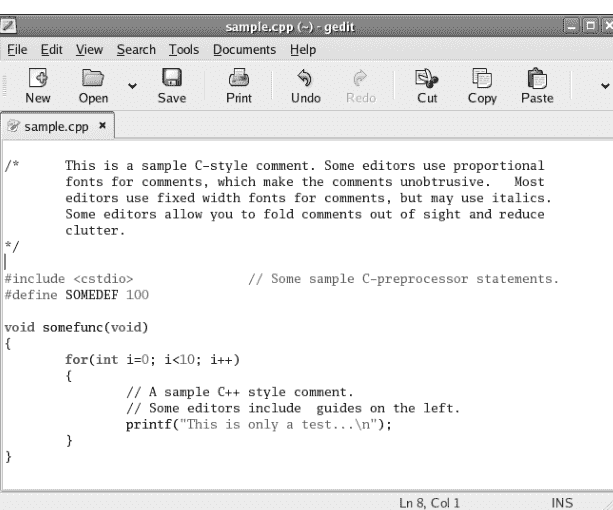 sample.cpp (~) - gedit
File Edit View Search Tools Documents Help
New Open Save Print Undo Redo Cut Copy Paste
sample.cpp ×
/* This is a sample C-style comment. Some editors use proportional
fonts for comments, which make the comments unobtrusive. Most
editors use fixed width fonts for comments, but may use italics.
Some editors allow you to fold comments out of sight and reduce
clutter.
*/
#include <cstdio> // Some sample C-preprocessor statements.
#define SOMEDEF 100
void somefunc(void)
{
for(int i=0; i<10; i++)
{
// A sample C++ style comment.
// Some editors include guides on the left.
printf("This is only a test...\n");
}
}
Ln 8, Col 1 INS